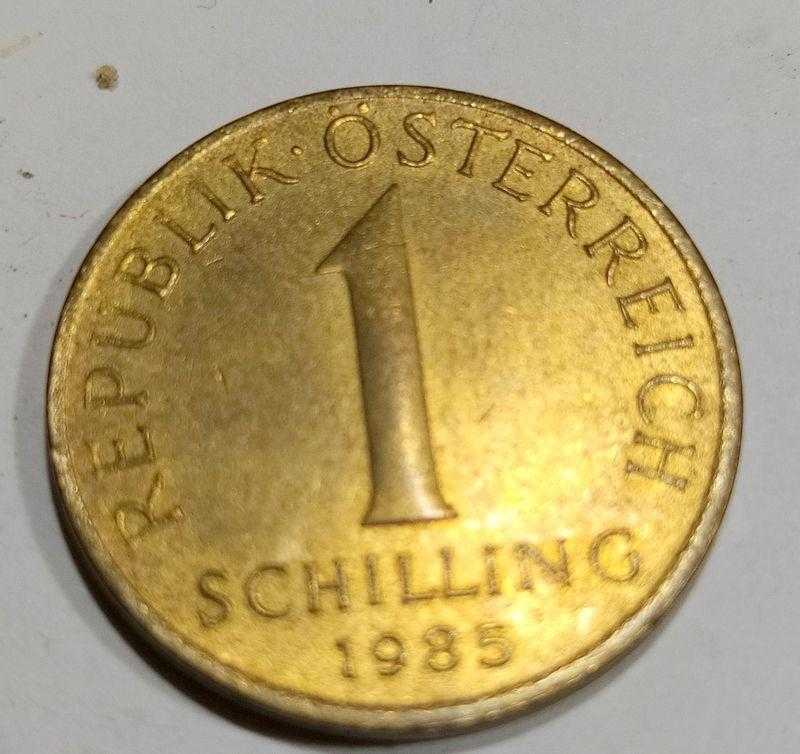 REPUBLIK · ÖSTERREICH
1
SCHILLING
1985